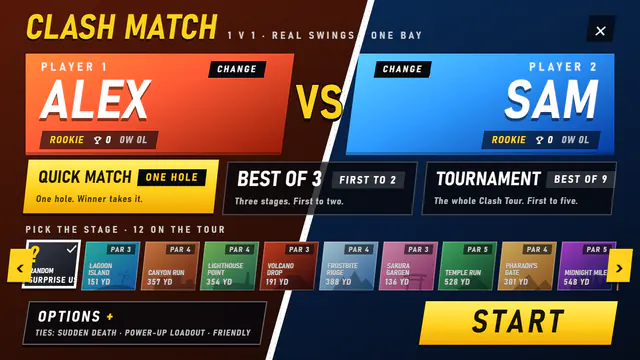 CLASH MATCH
1 V 1 · REAL SWINGS · ONE BAY
×
PLAYER 1
CHANGE
ALEX
ROOKIE 0 0W 0L
VS
CHANGE
PLAYER 2
SAM
ROOKIE 0 0W 0L
QUICK MATCH ONE HOLE
One hole. Winner takes it.
BEST OF 3 FIRST TO 2
Three stages. First to two.
TOURNAMENT BEST OF 9
The whole Clash Tour. First to five.
PICK THE STAGE · 12 ON THE TOUR
‹
?
RANDOM
SURPRISE US
PAR 3
LAGOON ISLAND
151 YD
PAR 4
CANYON RUN
357 YD
PAR 4
LIGHTHOUSE POINT
354 YD
PAR 3
VOLCANO DROP
191 YD
PAR 4
FROSTBITE RIDGE
388 YD
PAR 3
SAKURA GARDEN
136 YD
PAR 5
TEMPLE RUN
528 YD
PAR 4
PHARAOH'S GATE
381 YD
PAR 5
MIDNIGHT MILE
548 YD
›
OPTIONS +
TIES: SUDDEN DEATH · POWER-UP LOADOUT · FRIENDLY
START